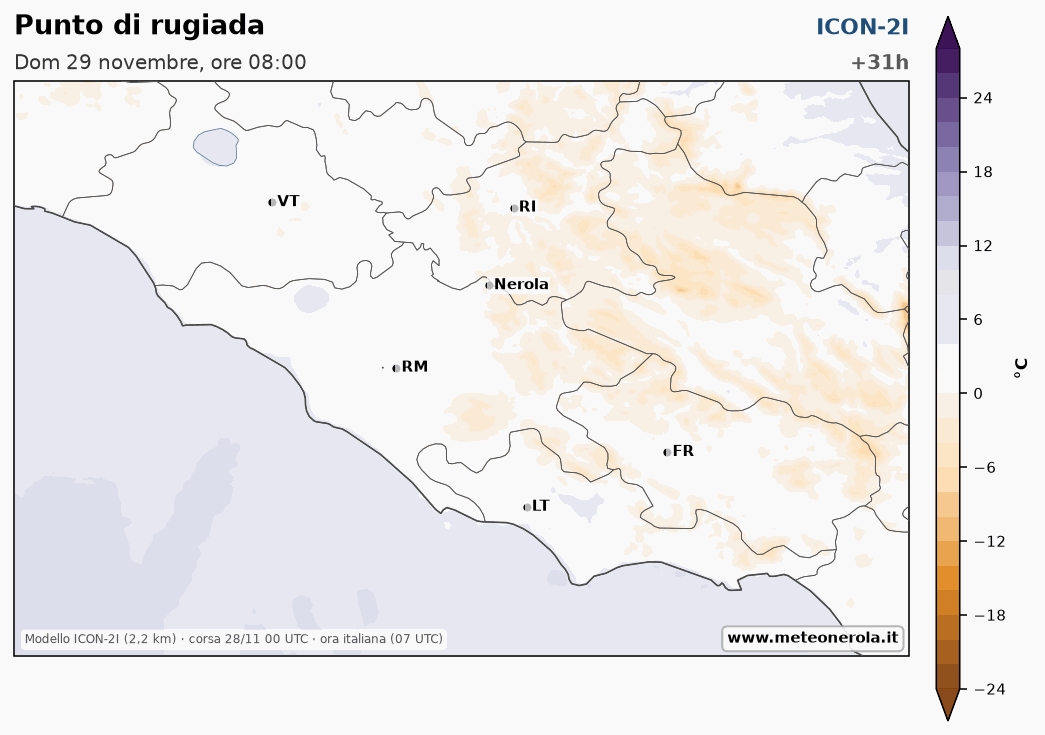 Punto di rugiada
ICON-2I
Dom 29 novembre, ore 08:00
+31h
VT
RI
Nerola
RM
FR
LT
Modello ICON-2I (2,2 km) · corsa 28/11 00 UTC · ora italiana (07 UTC)
www.meteonerola.it
24
18
12
6
0
−6
−12
−18
−24
°C